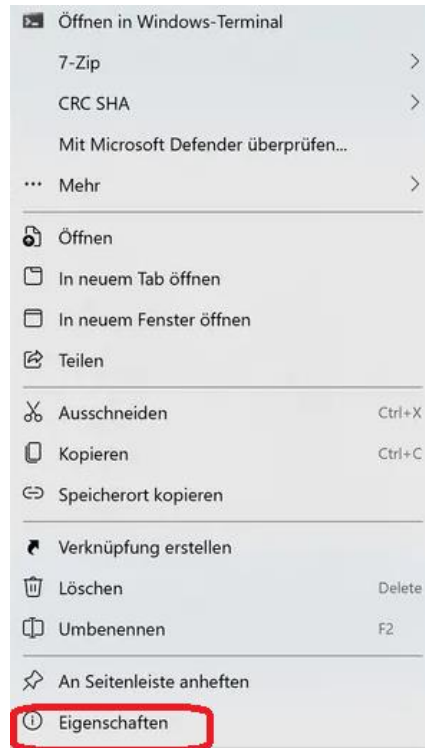 Öffnen in Windows-Terminal
7-Zip
CRC SHA
Mit Microsoft Defender überprüfen...
Mehr
Öffnen
In neuem Tab öffnen
In neuem Fenster öffnen
Teilen
Ausschneiden Ctrl+X
Kopieren Ctrl+C
Speicherort kopieren
Verknüpfung erstellen
Löschen Delete
Umbenennen F2
An Seitenleiste anheften
Eigenschaften